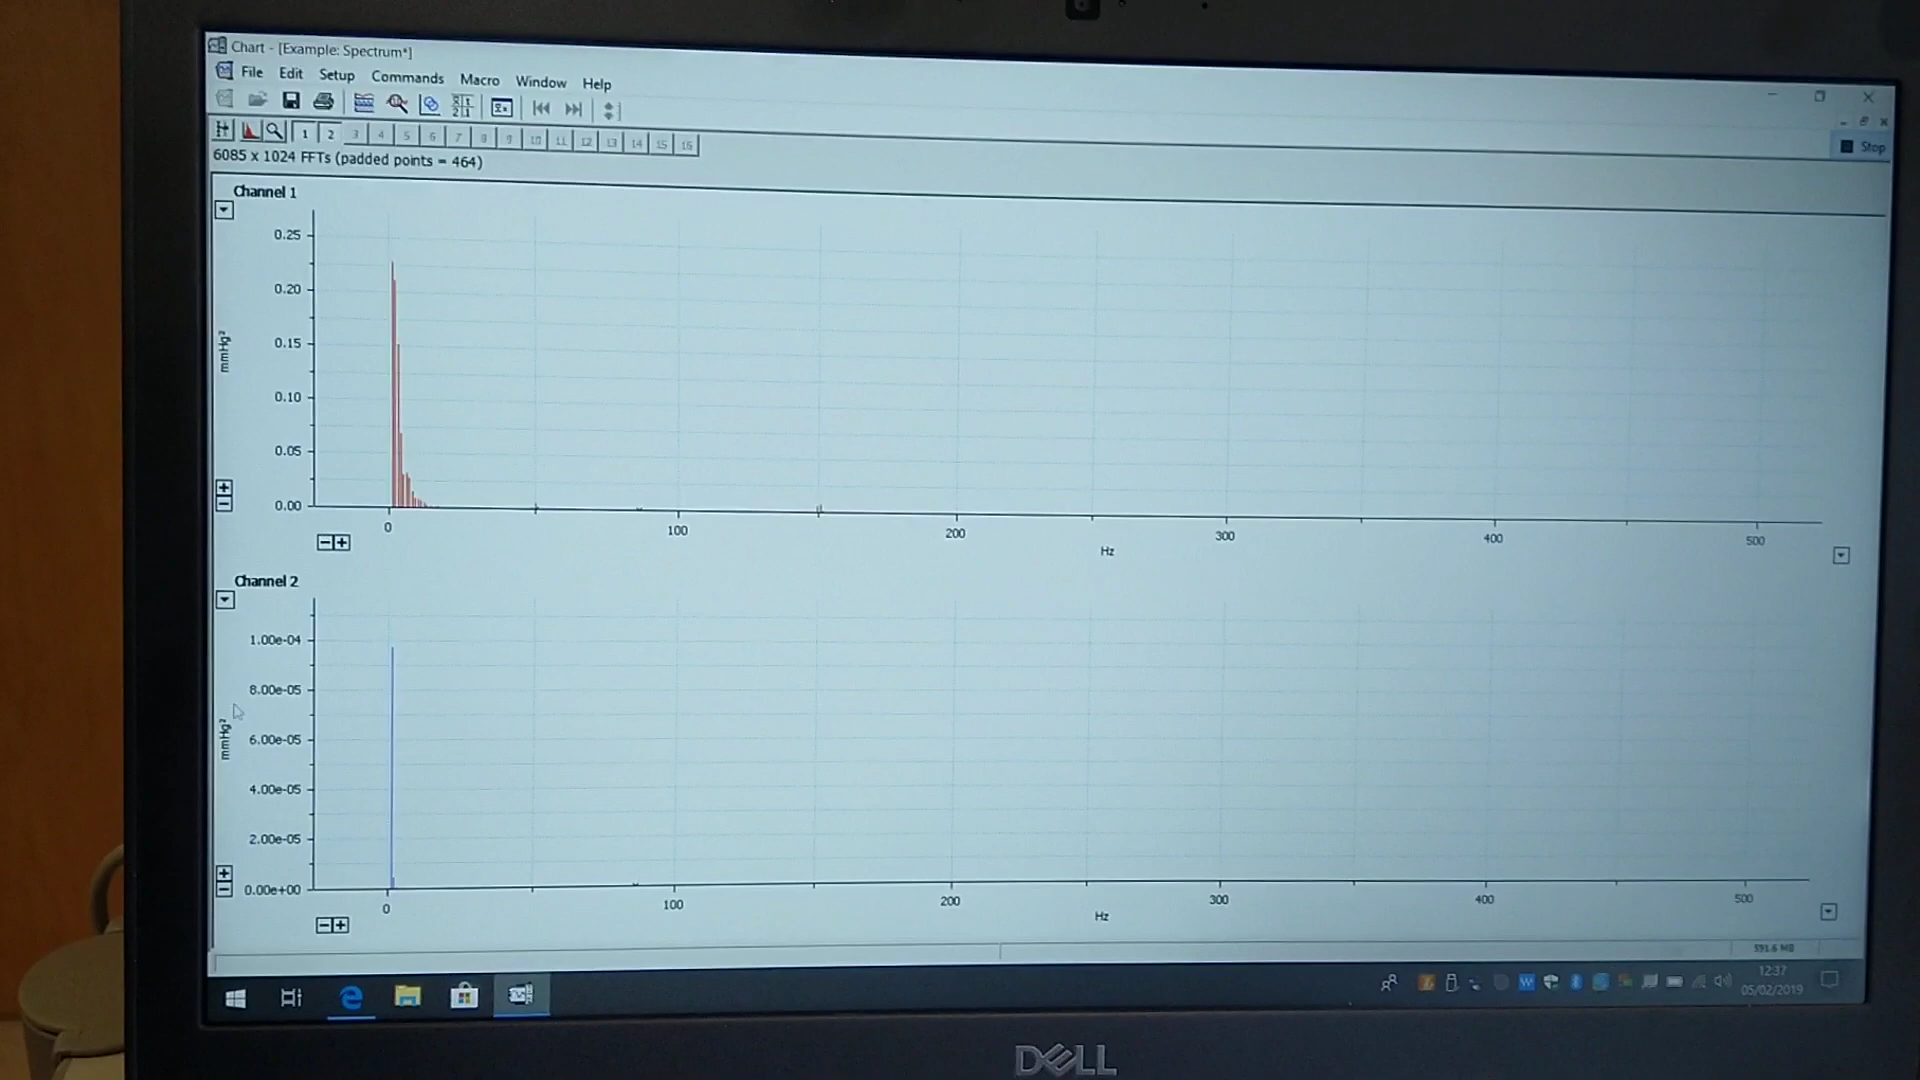 Chart - [Example: Spectrum*]
File Edit Setup Commands Macro Window Help
1 2 3 4 5 6 7 8 9 10 11 12 13 14 15 16
Stop
6085 x 1024 FFTs (padded points = 464)
Channel 1
0.25
0.20
0.15
0.10
0.05
0.00
mmHg²
0 100 200 300 400 500
Hz
Channel 2
1.00e-04
8.00e-05
6.00e-05
4.00e-05
2.00e-05
0.00e+00
mmHg²
0 100 200 300 400 500
Hz
591.6 MB
12:37
05/02/2019
DELL